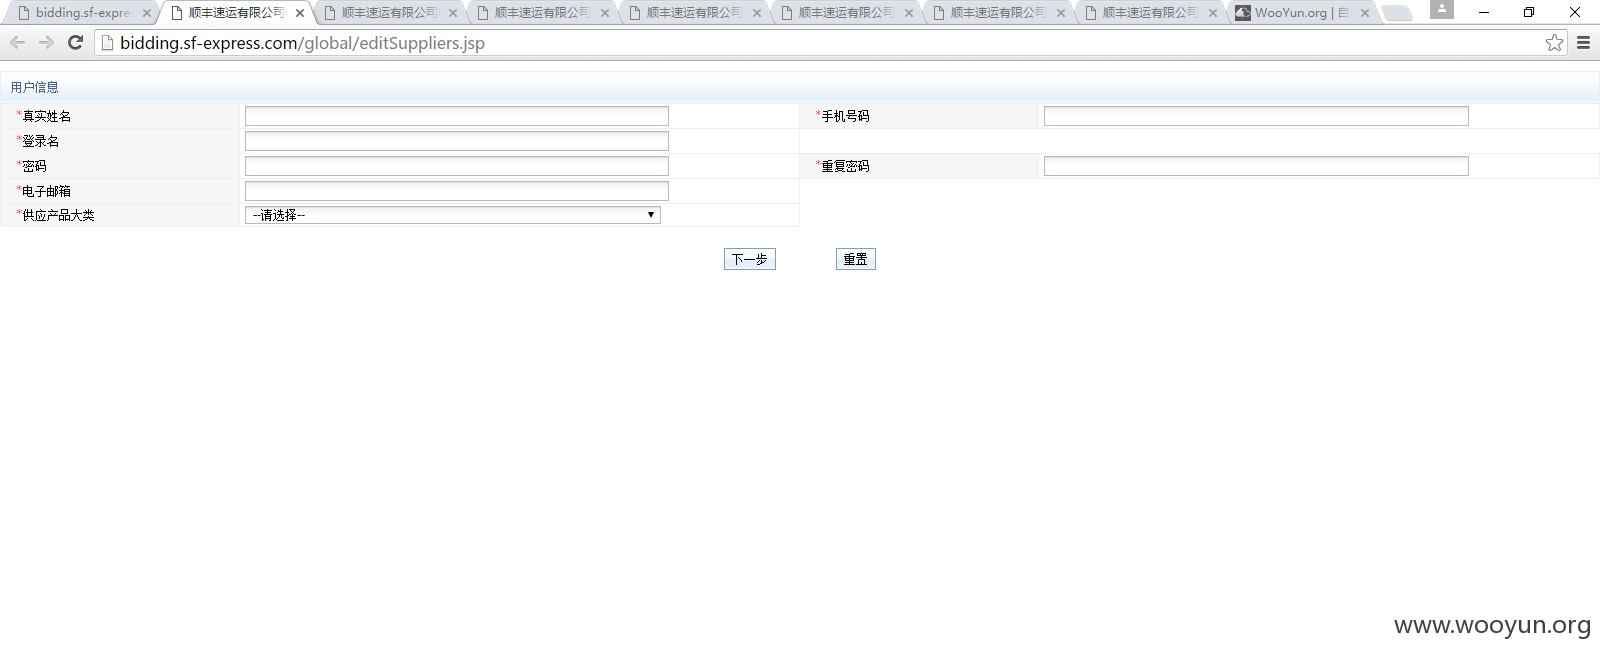 bidding.sf-expres
顺丰速运有限公司
顺丰速运有限公司
顺丰速运有限公司
顺丰速运有限公司
顺丰速运有限公司
顺丰速运有限公司
顺丰速运有限公司
WooYun.org | 自
bidding.sf-express.com/global/editSuppliers.jsp
用户信息
*真实姓名 *手机号码
*登录名
*密码 *重复密码
*电子邮箱
*供应产品大类 --请选择--
下一步 重置
www.wooyun.org